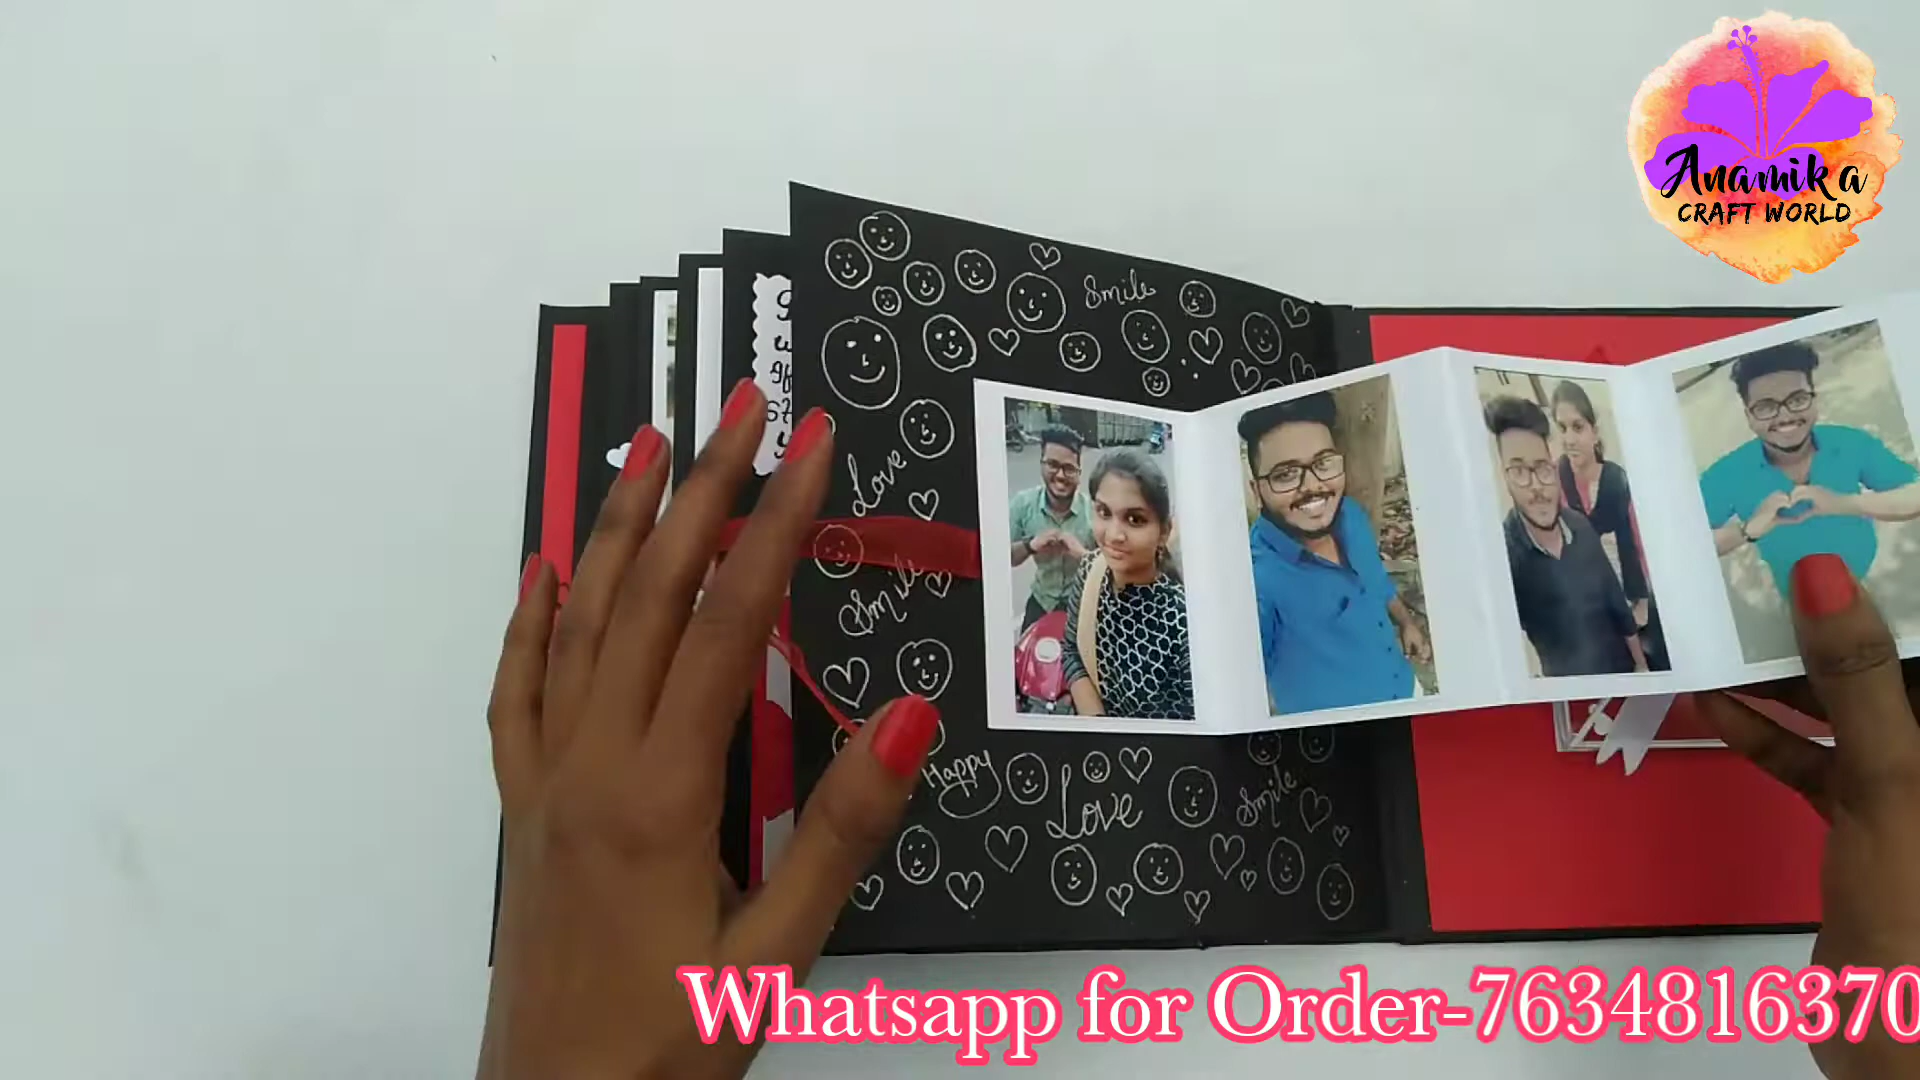 Anamika
CRAFT WORLD
Smile
Love
Smile
Happy
Love
Smile
Whatsapp for Order-7634816370